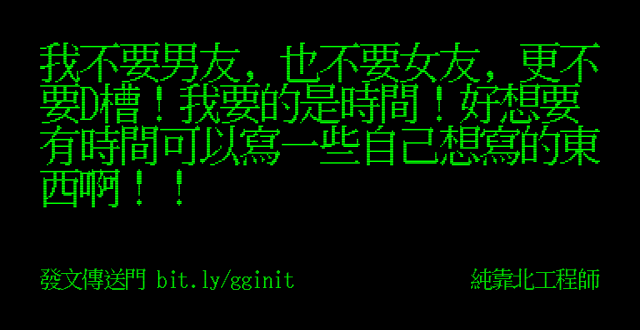 我不要男友，也不要女友，更不
要D槽！我要的是時間！好想要
有時間可以寫一些自己想寫的東
西啊！！
發文傳送門 bit.ly/gginit
純靠北工程師